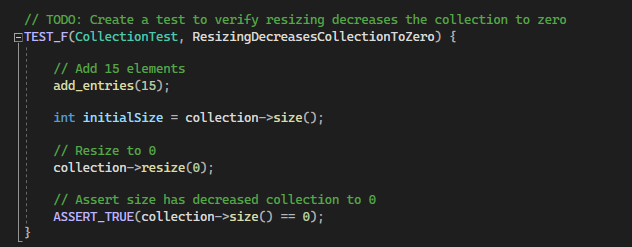 // TODO: Create a test to verify resizing decreases the collection to zero
TEST_F(CollectionTest, ResizingDecreasesCollectionToZero) {
// Add 15 elements
add_entries(15);
int initialSize = collection->size();
// Resize to 0
collection->resize(0);
// Assert size has decreased collection to 0
ASSERT_TRUE(collection->size() == 0);
}